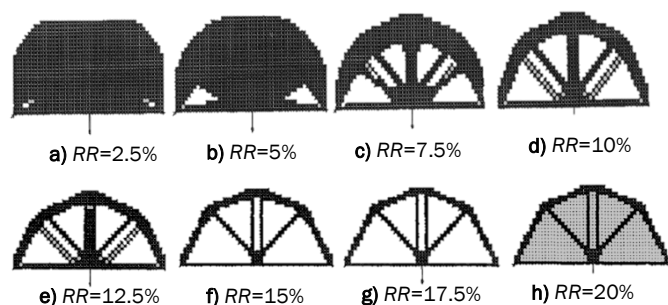 a) RR=2.5%
b) RR=5%
c) RR=7.5%
d) RR=10%
e) RR=12.5%
f) RR=15%
g) RR=17.5%
h) RR=20%